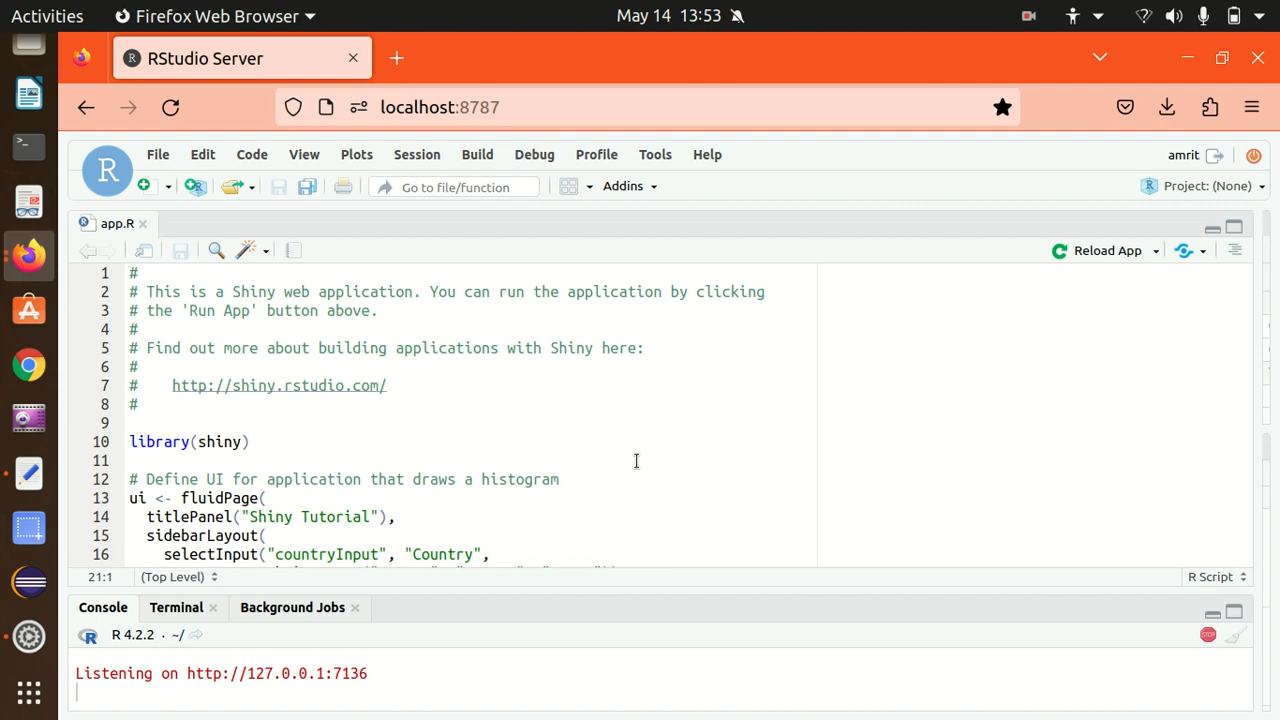 Activities Firefox Web Browser May 14 13:53
RStudio Server
localhost:8787
R File Edit Code View Plots Session Build Debug Profile Tools Help amrit
Go to file/function Addins Project: (None)
app.R
Reload App
1 #
2 # This is a Shiny web application. You can run the application by clicking
3 # the 'Run App' button above.
4 #
5 # Find out more about building applications with Shiny here:
6 #
7 #    http://shiny.rstudio.com/
8 #
9
10 library(shiny)
11
12 # Define UI for application that draws a histogram
13 ui <- fluidPage(
14   titlePanel("Shiny Tutorial"),
15   sidebarLayout(
16     selectInput("countryInput", "Country",
21:1 (Top Level) R Script
Console Terminal Background Jobs
R 4.2.2 · ~/
Listening on http://127.0.0.1:7136